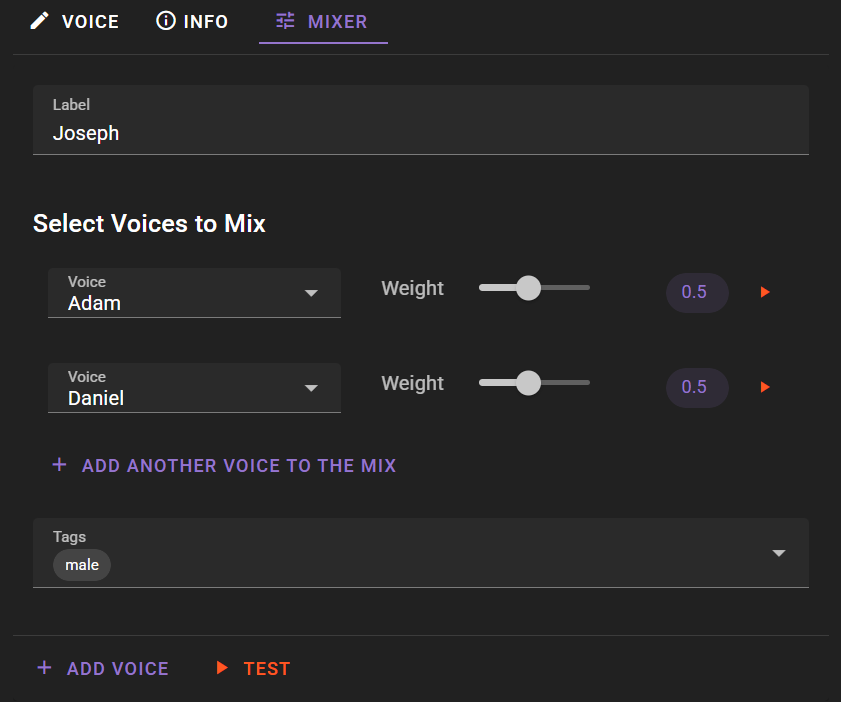 VOICE INFO MIXER
Label
Joseph
Select Voices to Mix
Voice
Adam
Weight
0.5
Voice
Daniel
Weight
0.5
+ ADD ANOTHER VOICE TO THE MIX
Tags
male
+ ADD VOICE
TEST